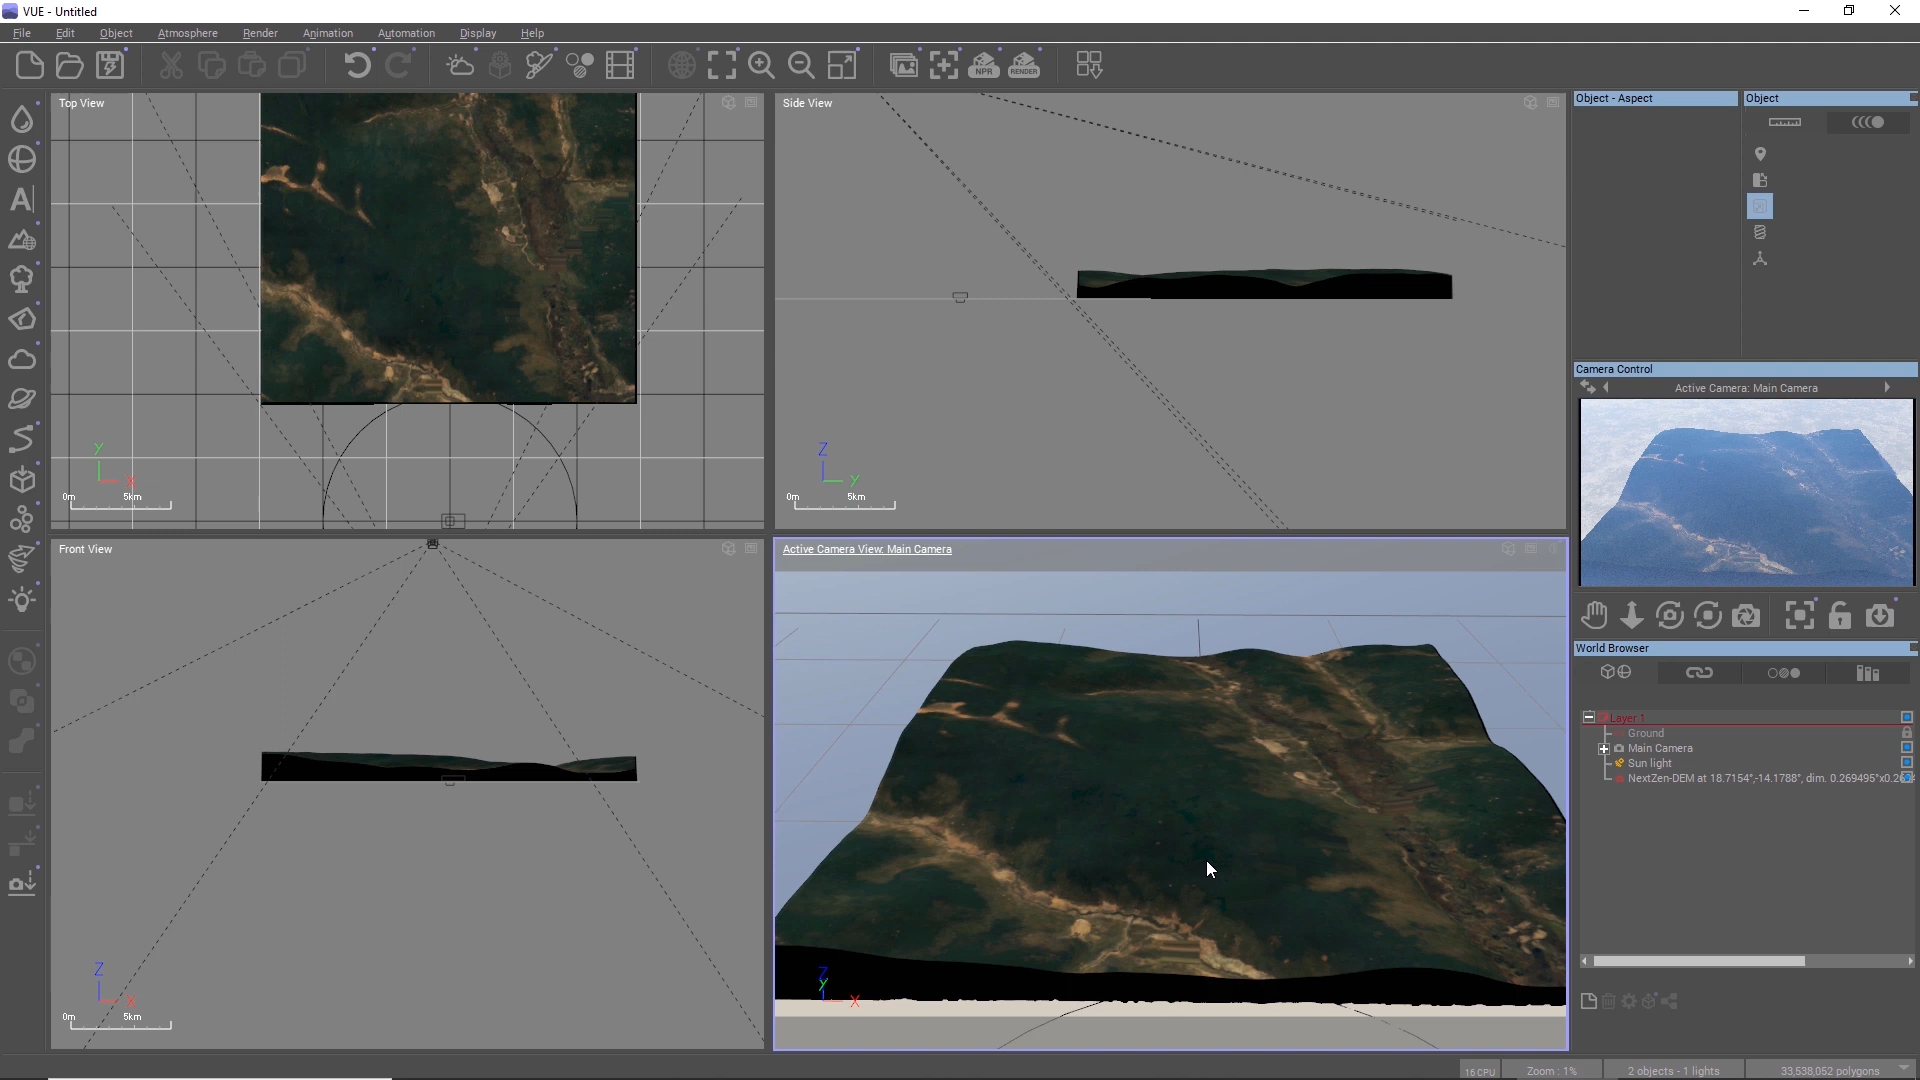 VUE - Untitled
File Edit Object Atmosphere Render Animation Automation Display Help
NPR RENDER
Top View
Side View
Object - Aspect
Object
Y
X
0m 5km
Z
Y
0m 5km
Camera Control
Active Camera: Main Camera
Front View
Active Camera View: Main Camera
World Browser
Layer 1
Ground
Main Camera
Sun light
NextZen-DEM at 18.7154°,-14.1788°, dim. 0.269495°x0.26
Z
X
0m 5km
Z
Y
X
16 CPU Zoom : 1% 2 objects - 1 lights 33,538,052 polygons